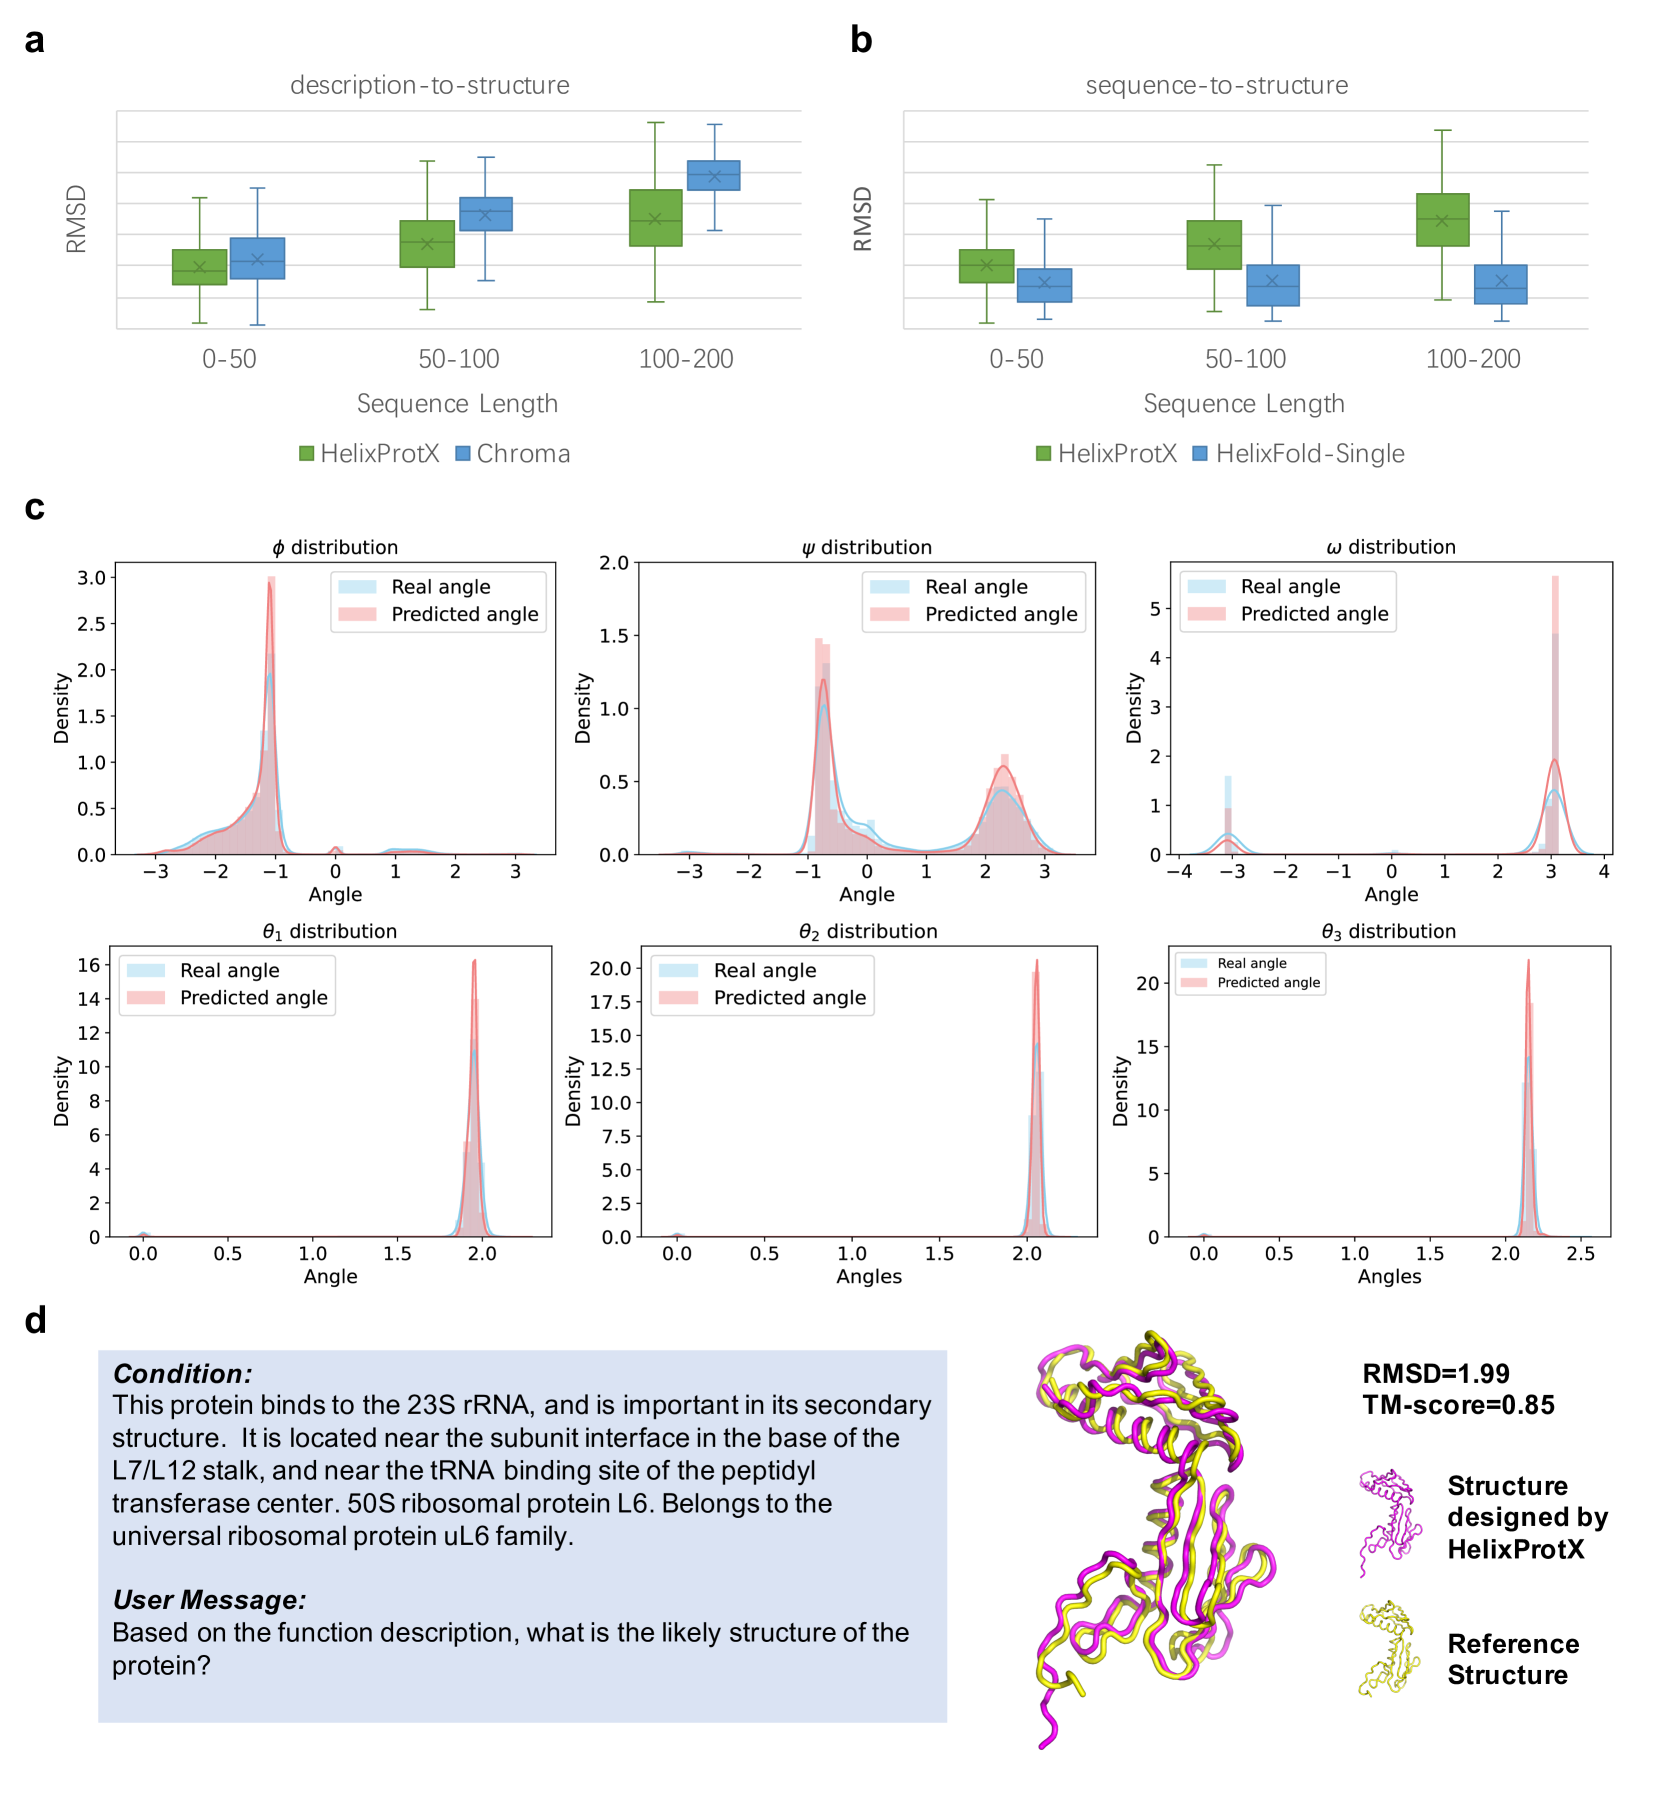 a
description-to-structure
RMSD
0-50 50-100 100-200
Sequence Length
HelixProtX Chroma
b
sequence-to-structure
RMSD
0-50 50-100 100-200
Sequence Length
HelixProtX HelixFold-Single
c
ϕ distribution
Real angle
Predicted angle
Density
3.0
2.5
2.0
1.5
1.0
0.5
0.0
−3 −2 −1 0 1 2 3
Angle
ψ distribution
Real angle
Predicted angle
Density
2.0
1.5
1.0
0.5
0.0
−3 −2 −1 0 1 2 3
Angle
ω distribution
Real angle
Predicted angle
Density
5
4
3
2
1
0
−4 −3 −2 −1 0 1 2 3 4
Angle
θ1 distribution
Real angle
Predicted angle
Density
16
14
12
10
8
6
4
2
0
0.0 0.5 1.0 1.5 2.0
Angle
θ2 distribution
Real angle
Predicted angle
Density
20.0
17.5
15.0
12.5
10.0
7.5
5.0
2.5
0.0
0.0 0.5 1.0 1.5 2.0
Angles
θ3 distribution
Real angle
Predicted angle
Density
20
15
10
5
0
0.0 0.5 1.0 1.5 2.0 2.5
Angles
d
Condition:
This protein binds to the 23S rRNA, and is important in its secondary
structure.  It is located near the subunit interface in the base of the
L7/L12 stalk, and near the tRNA binding site of the peptidyl
transferase center. 50S ribosomal protein L6. Belongs to the
universal ribosomal protein uL6 family.
User Message:
Based on the function description, what is the likely structure of the
protein?
RMSD=1.99
TM-score=0.85
Structure
designed by
HelixProtX
Reference
Structure